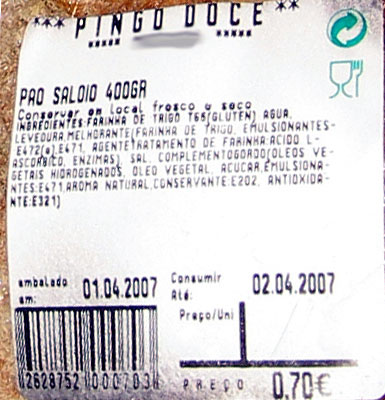 *** PINGO DOCE **
***** *****
PAO SALOIO 400GR
Conservar em local fresco e seco
INGREDIENTES:FARINHA DE TRIGO T65(GLUTEN) AGUA,
LEVEDURA,MELHORANTE(FARINHA DE TRIGO, EMULSIONANTES-
E472(e),E471, AGENTE TRATAMENTO DE FARINHA:ACIDO L-
ASCORBICO, ENZIMAS), SAL, COMPLEMENTOGORDO(OLEOS VE-
GETAIS HIDROGENADOS, OLEO VEGETAL, ACUCAR,EMULSIONA-
NTES:E471,AROMA NATURAL,CONSERVANTE:E202, ANTIOXIDA-
NTE:E321)
embalado em: 01.04.2007 Consumir Até: 02.04.2007
Preço/Uni
2628752 000703
PREÇO 0,70€